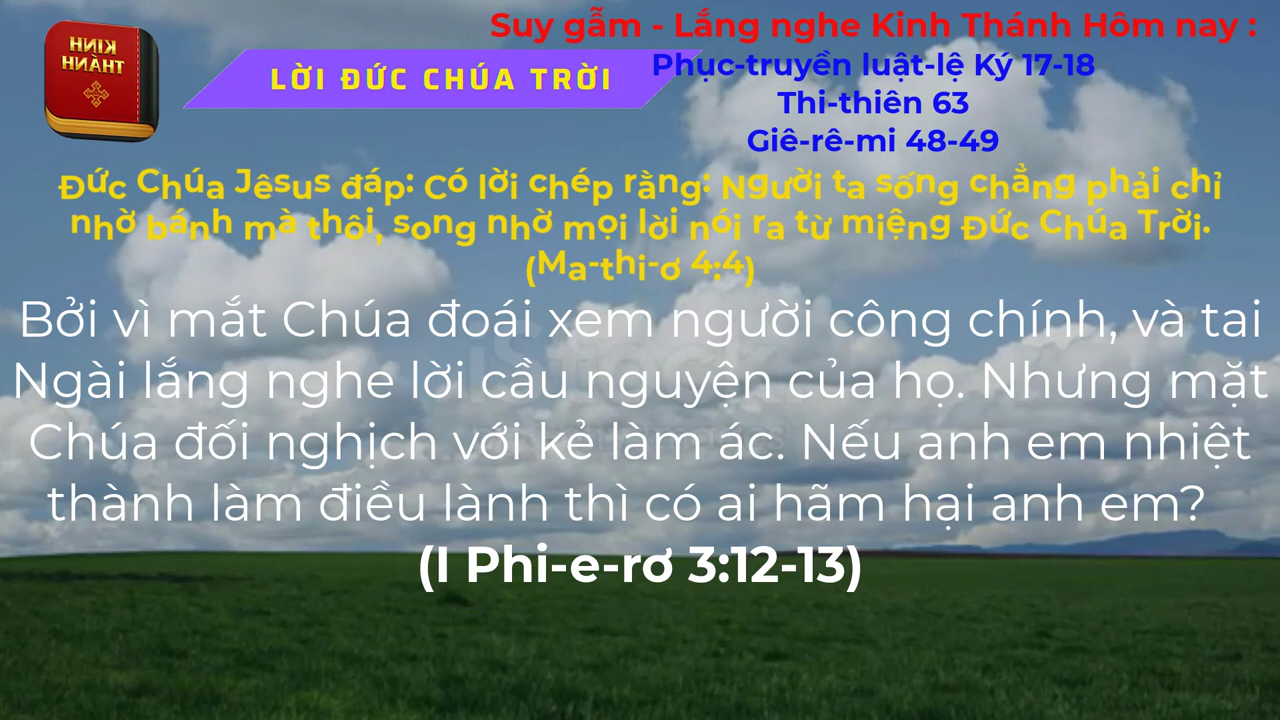 Suy gẫm - Lắng nghe Kinh Thánh Hôm nay :
KINH
THÁNH
LỜI ĐỨC CHÚA TRỜI
Phục-truyền luật-lệ Ký 17-18
Thi-thiên 63
Giê-rê-mi 48-49
Đức Chúa Jêsus đáp: Có lời chép rằng: Người ta sống chẳng phải chỉ
nhờ bánh mà thôi, song nhờ mọi lời nói ra từ miệng Đức Chúa Trời.
(Ma-thi-ơ 4:4)
Bởi vì mắt Chúa đoái xem người công chính, và tai
Ngài lắng nghe lời cầu nguyện của họ. Nhưng mặt
Chúa đối nghịch với kẻ làm ác. Nếu anh em nhiệt
thành làm điều lành thì có ai hãm hại anh em?
(I Phi-e-rơ 3:12-13)